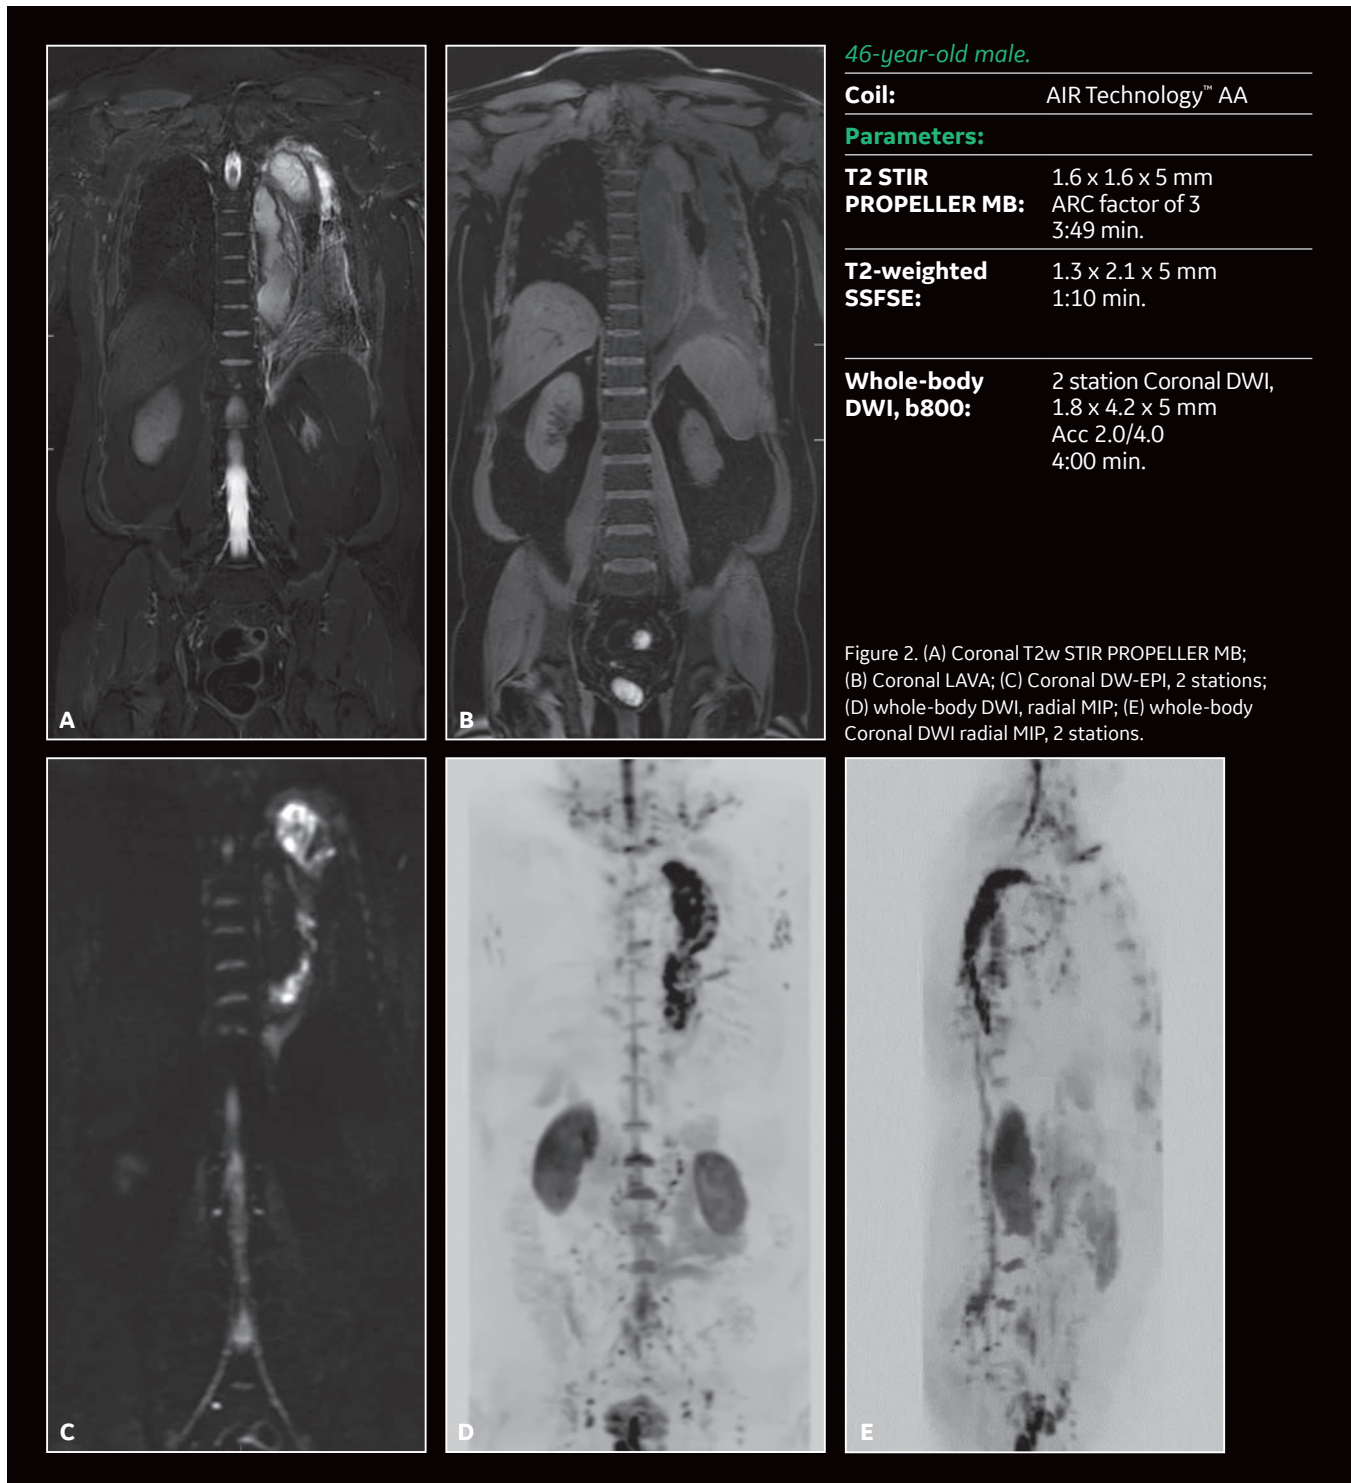 46-year-old male.
Coil: AIR Technology™ AA
Parameters:
T2 STIR 1.6 x 1.6 x 5 mm
PROPELLER MB: ARC factor of 3
3:49 min.
T2-weighted 1.3 x 2.1 x 5 mm
SSFSE: 1:10 min.
Whole-body 2 station Coronal DWI,
DWI, b800: 1.8 x 4.2 x 5 mm
Acc 2.0/4.0
4:00 min.
Figure 2. (A) Coronal T2w STIR PROPELLER MB;
(B) Coronal LAVA; (C) Coronal DW-EPI, 2 stations;
(D) whole-body DWI, radial MIP; (E) whole-body
Coronal DWI radial MIP, 2 stations.
A
B
C
D
E